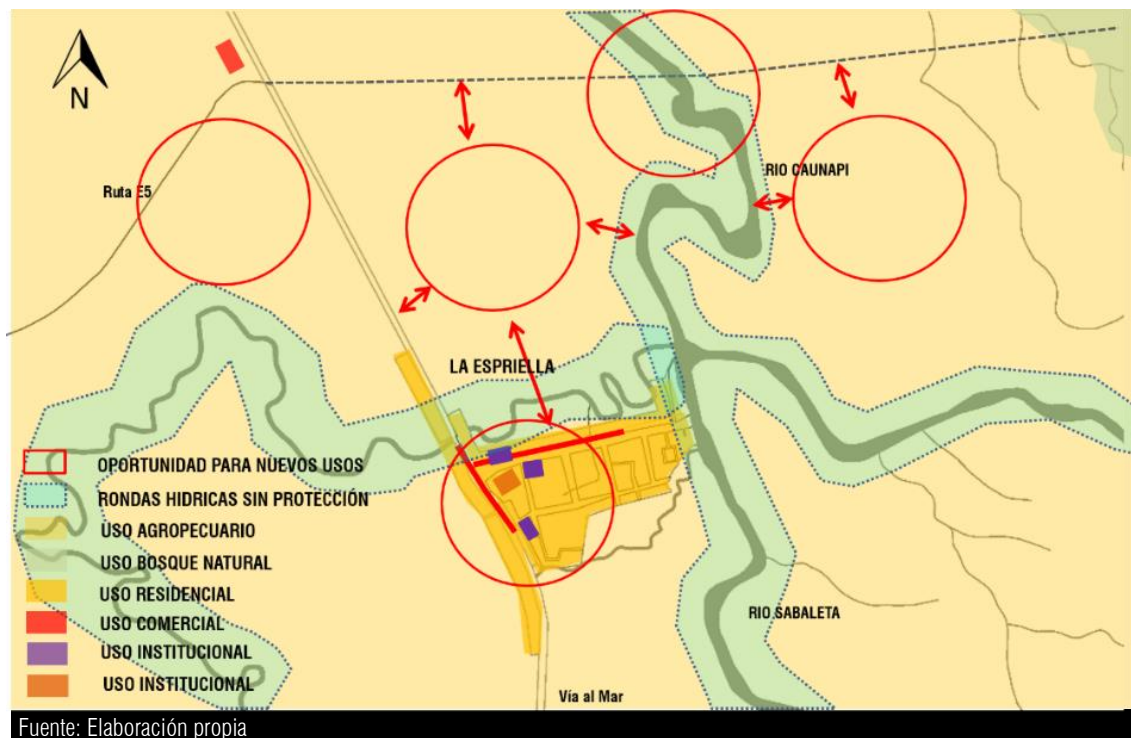 N
Ruta E5
RIO CAUNAPI
LA ESPRIELLA
OPORTUNIDAD PARA NUEVOS USOS
RONDAS HIDRICAS SIN PROTECCIÓN
USO AGROPECUARIO
USO BOSQUE NATURAL
USO RESIDENCIAL
USO COMERCIAL
USO INSTITUCIONAL
USO INSTITUCIONAL
RIO SABALETA
Vía al Mar
Fuente: Elaboración propia